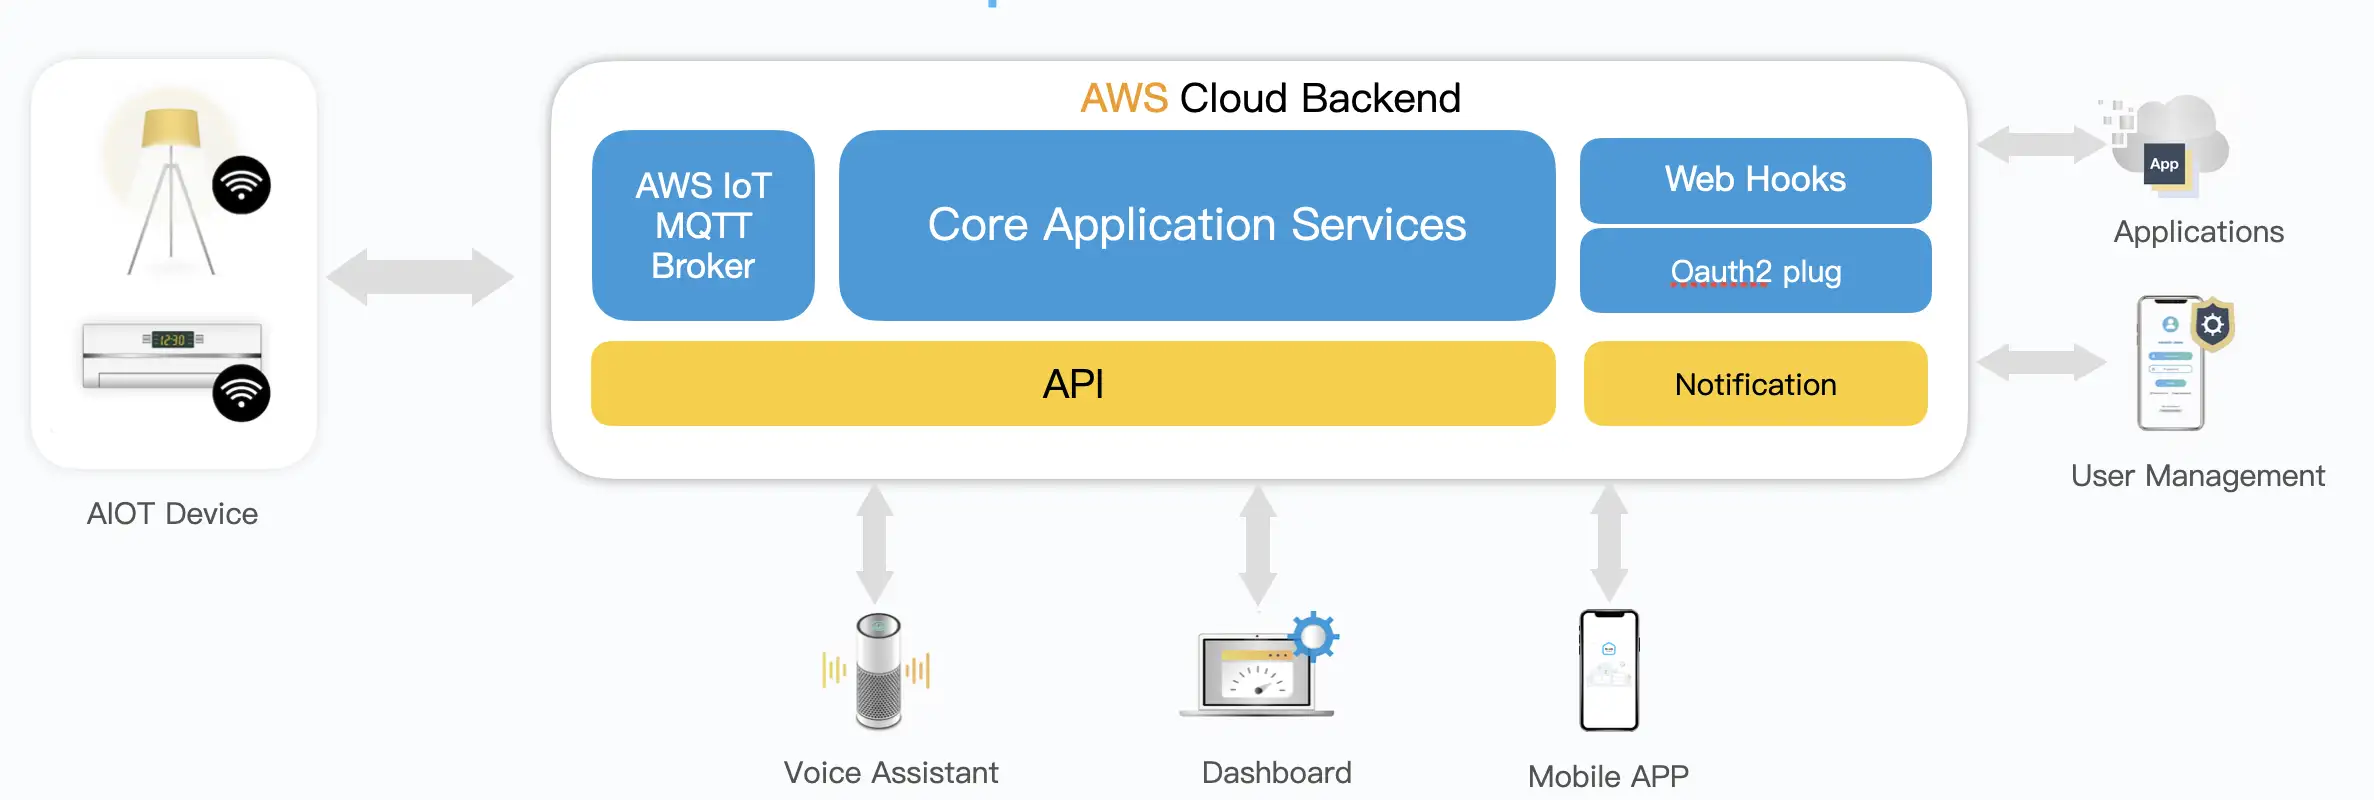 AWS Cloud Backend
AWS IoT
MQTT
Broker
Core Application Services
Web Hooks
Oauth2 plug
API
Notification
12:30
AIOT Device
App
Applications
User Management
Voice Assistant
Dashboard
Mobile APP